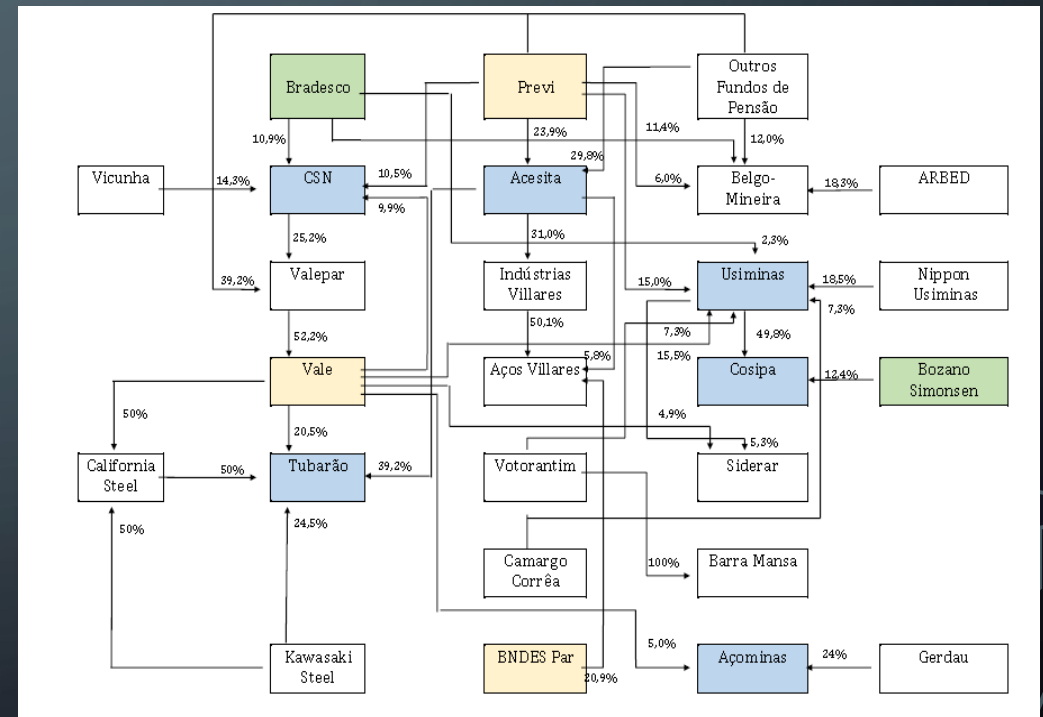 Bradesco
Previ
Outros
Fundos de
Pensão
10,9%
23,9%
11,4%
12,0%
29,8%
Vicunha
14,3%
CSN
10,5%
9,9%
Acesita
6,0%
Belgo-
Mineira
18,3%
ARBED
25,2%
31,0%
2,3%
39,2%
Valepar
Indústrias
Villares
15,0%
Usiminas
18,5%
Nippon
Usiminas
7,3%
52,2%
50,1%
7,3%
49,8%
Vale
5,8%
Aços Villares
15,5%
Cosipa
12,4%
Bozano
Simonsen
50%
20,5%
4,9%
5,3%
California
Steel
50%
Tubarão
39,2%
Votorantim
Siderar
50%
24,5%
Camargo
Corrêa
100%
Barra Mansa
Kawasaki
Steel
BNDES Par
20,9%
5,0%
Açominas
24%
Gerdau